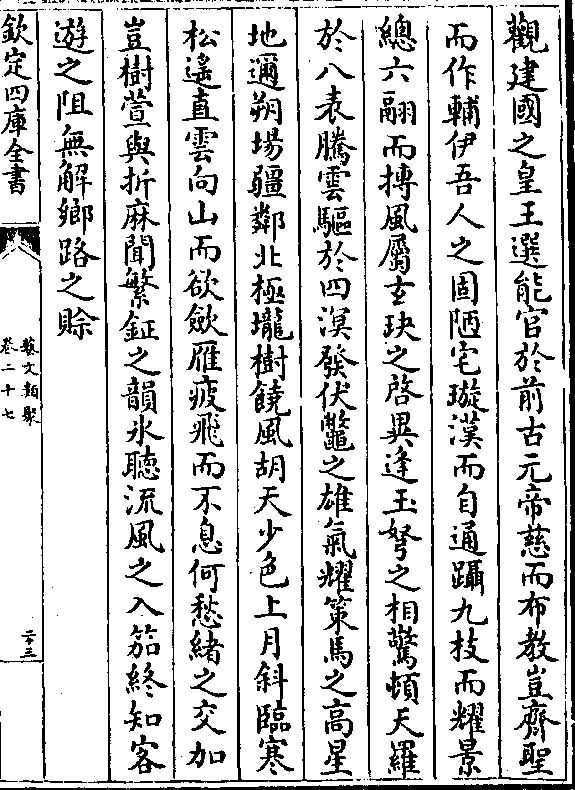 觀建國之皇王選能官於前古元帝慈而布教豈齊聖
而作輔伊吾人之固陋宅璇漢而自通躡九枝而耀景
總六翮而摶風屬玄玦之啓異逢玉弩之相驚頓天羅
於八表騰雲驅於四溟發伏鼈之雄氣耀策馬之高星
地邇朔場疆鄰北極壠樹饒風胡天少色上月斜臨寒
松遙直雲向山而欲斂雁疲飛而不息何愁緒之交加
豈樹萱與折麻聞繁鉦之韻冰聽流風之入笳終知客
遊之阻無解鄉路之賒
欽定四庫全書
藝文類聚
卷二十七
二十三